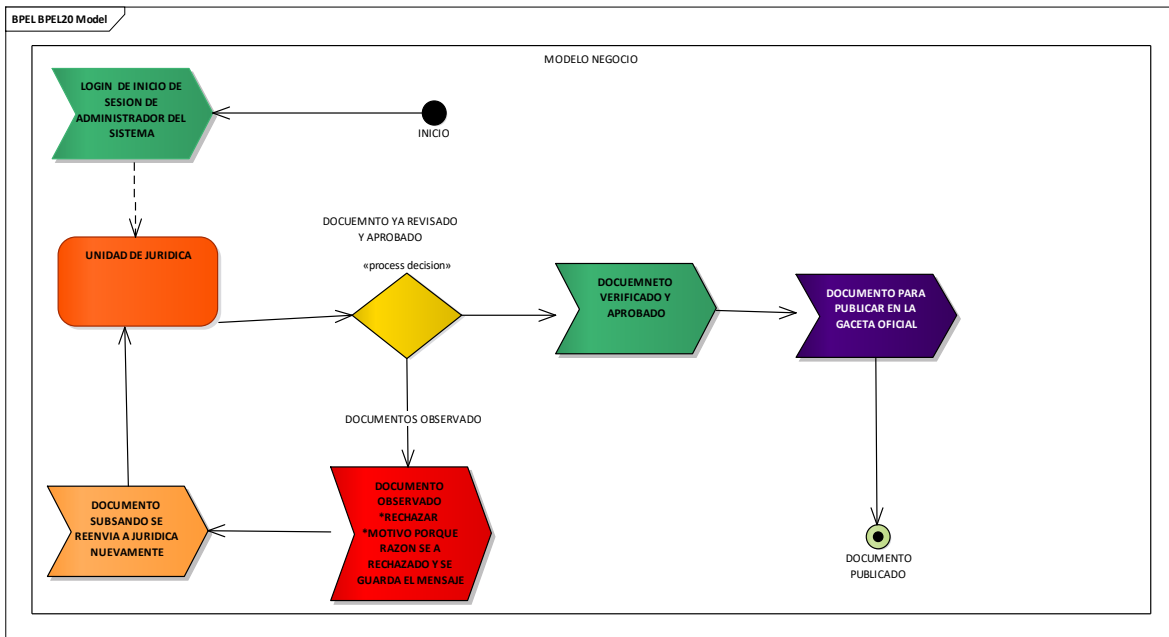 BPEL BPEL20 Model
MODELO NEGOCIO
LOGIN DE INICIO DE
SESION DE
ADMINISTRADOR DEL
SISTEMA
INICIO
UNIDAD DE JURIDICA
DOCUEMNTO YA REVISADO
Y APROBADO
«process decision»
DOCUEMNETO
VERIFICADO Y
APROBADO
DOCUMENTO PARA
PUBLICAR EN LA
GACETA OFICIAL
DOCUMENTOS OBSERVADO
DOCUMENTO
OBSERVADO
*RECHAZAR
*MOTIVO PORQUE
RAZON SE A
RECHAZADO Y SE
GUARDA EL MENSAJE
DOCUMENTO
SUBSANDO SE
REENVIA A JURIDICA
NUEVAMENTE
DOCUMENTO
PUBLICADO